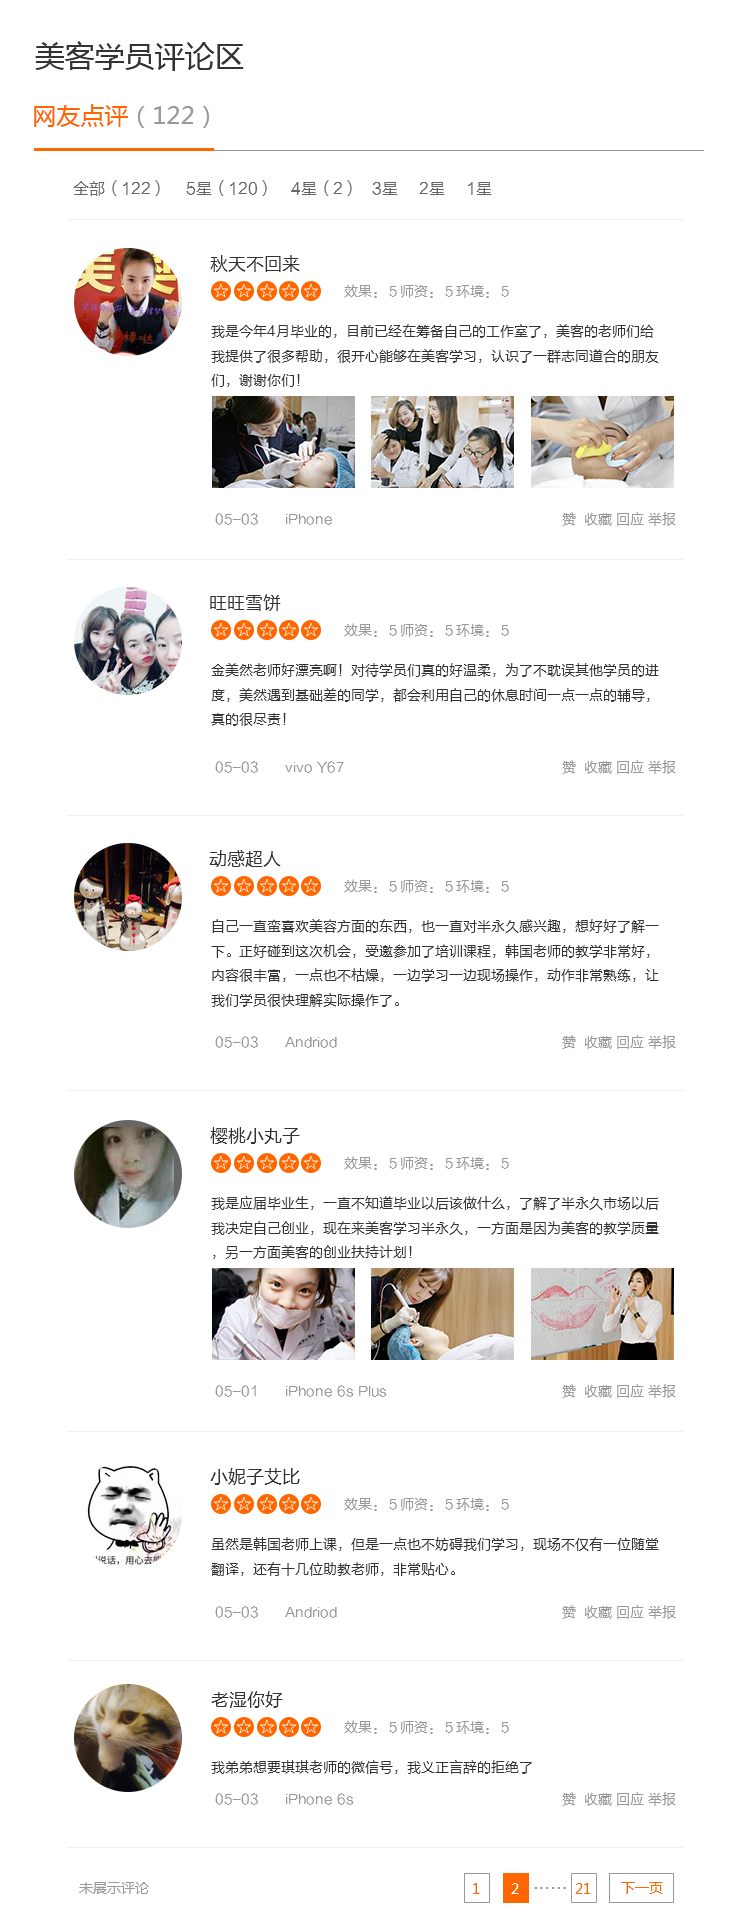 美客学员评论区
网友点评（122）
全部（122） 5星（120） 4星（2） 3星 2星 1星
秋天不回来
效果：5 师资：5 环境：5
我是今年4月毕业的，目前已经在筹备自己的工作室了，美客的老师们给
我提供了很多帮助，很开心能够在美客学习，认识了一群志同道合的朋友
们，谢谢你们！
05-03 iPhone 赞 收藏 回应 举报
旺旺雪饼
效果：5 师资：5 环境：5
金美然老师好漂亮啊！对待学员们真的好温柔，为了不耽误其他学员的进
度，美然遇到基础差的同学，都会利用自己的休息时间一点一点的辅导，
真的很尽责！
05-03 vivo Y67 赞 收藏 回应 举报
动感超人
效果：5 师资：5 环境：5
自己一直蛮喜欢美容方面的东西，也一直对半永久感兴趣，想好好了解一
下。正好碰到这次机会，受邀参加了培训课程，韩国老师的教学非常好，
内容很丰富，一点也不枯燥，一边学习一边现场操作，动作非常熟练，让
我们学员很快理解实际操作了。
05-03 Andriod 赞 收藏 回应 举报
樱桃小丸子
效果：5 师资：5 环境：5
我是应届毕业生，一直不知道毕业以后该做什么，了解了半永久市场以后
我决定自己创业，现在来美客学习半永久，一方面是因为美客的教学质量
，另一方面美客的创业扶持计划！
05-01 iPhone 6s Plus 赞 收藏 回应 举报
小妮子艾比
效果：5 师资：5 环境：5
说话，用心去
虽然是韩国老师上课，但是一点也不妨碍我们学习，现场不仅有一位随堂
翻译，还有十几位助教老师，非常贴心。
05-03 Andriod 赞 收藏 回应 举报
老湿你好
效果：5 师资：5 环境：5
我弟弟想要琪琪老师的微信号，我义正言辞的拒绝了
05-03 iPhone 6s 赞 收藏 回应 举报
未展示评论 1 2 ······ 21 下一页